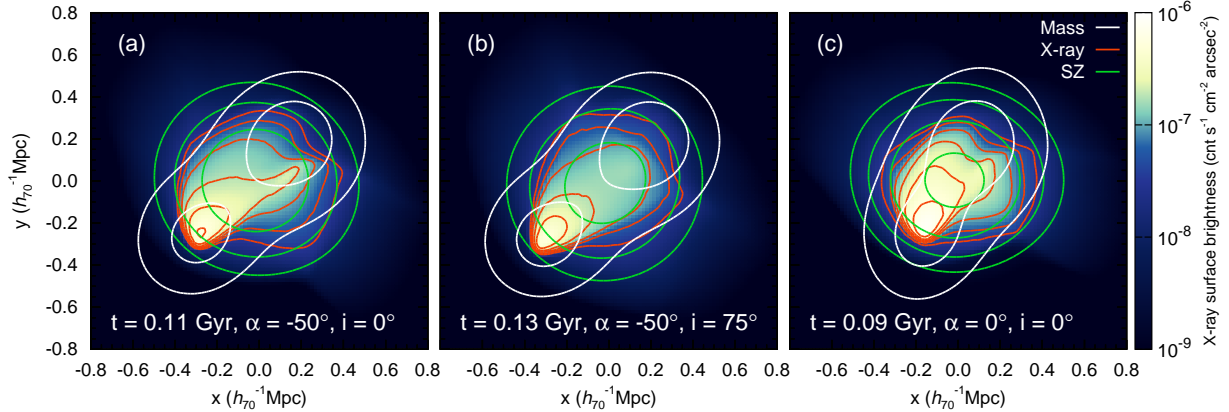 (a)
(b)
(c)
Mass
X-ray
SZ
0.8
0.6
0.4
0.2
0.0
-0.2
-0.4
-0.6
-0.8
y (h₇₀⁻¹Mpc)
t = 0.11 Gyr, α = -50°, i = 0°
t = 0.13 Gyr, α = -50°, i = 75°
t = 0.09 Gyr, α = 0°, i = 0°
-0.8 -0.6 -0.4 -0.2 0.0 0.2 0.4 0.6 0.8
-0.8 -0.6 -0.4 -0.2 0.0 0.2 0.4 0.6 0.8
-0.8 -0.6 -0.4 -0.2 0.0 0.2 0.4 0.6 0.8
x (h₇₀⁻¹Mpc)
x (h₇₀⁻¹Mpc)
x (h₇₀⁻¹Mpc)
10⁻⁶
10⁻⁷
10⁻⁸
10⁻⁹
X-ray surface brightness (cnt s⁻¹ cm⁻² arcsec⁻²)